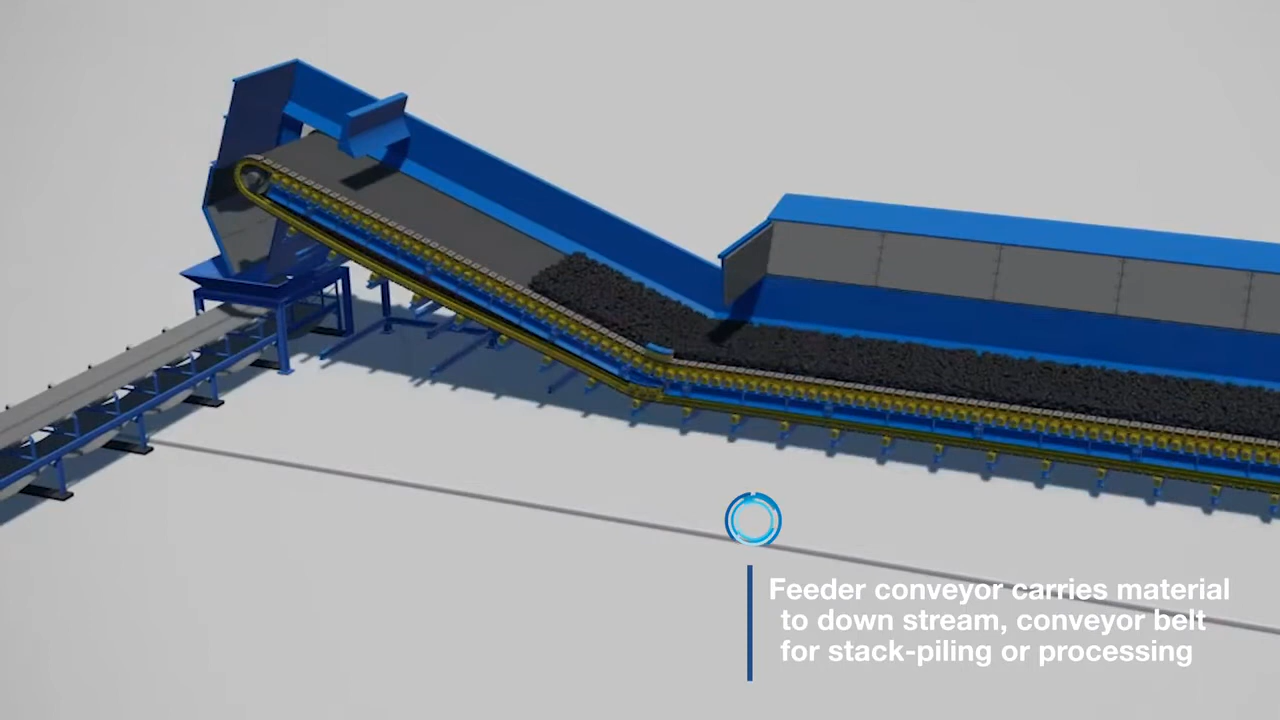 Feeder conveyor carries material
to down stream, conveyor belt
for stack-piling or processing